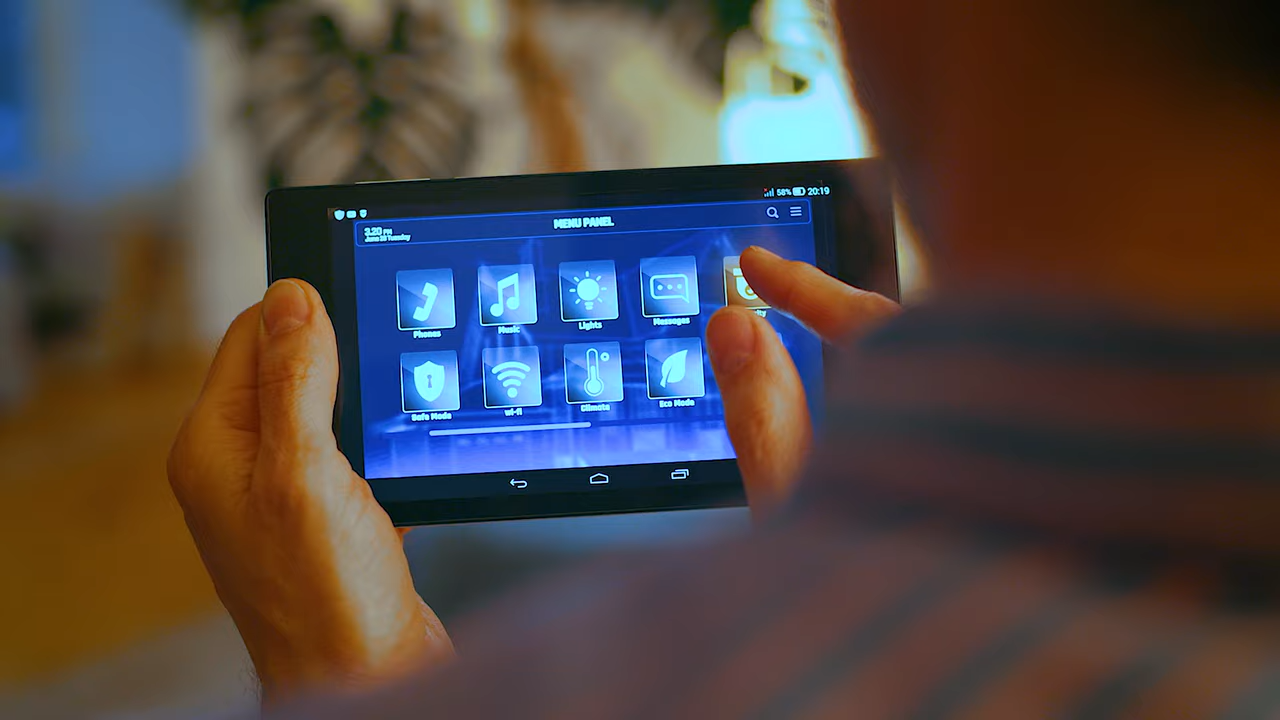 58% 20:19
MENU PANEL
3.20 PM
Tuesday
Phones
Music
Lights
Messages
Safe Mode
wi-fi
Climate
Eco Mode